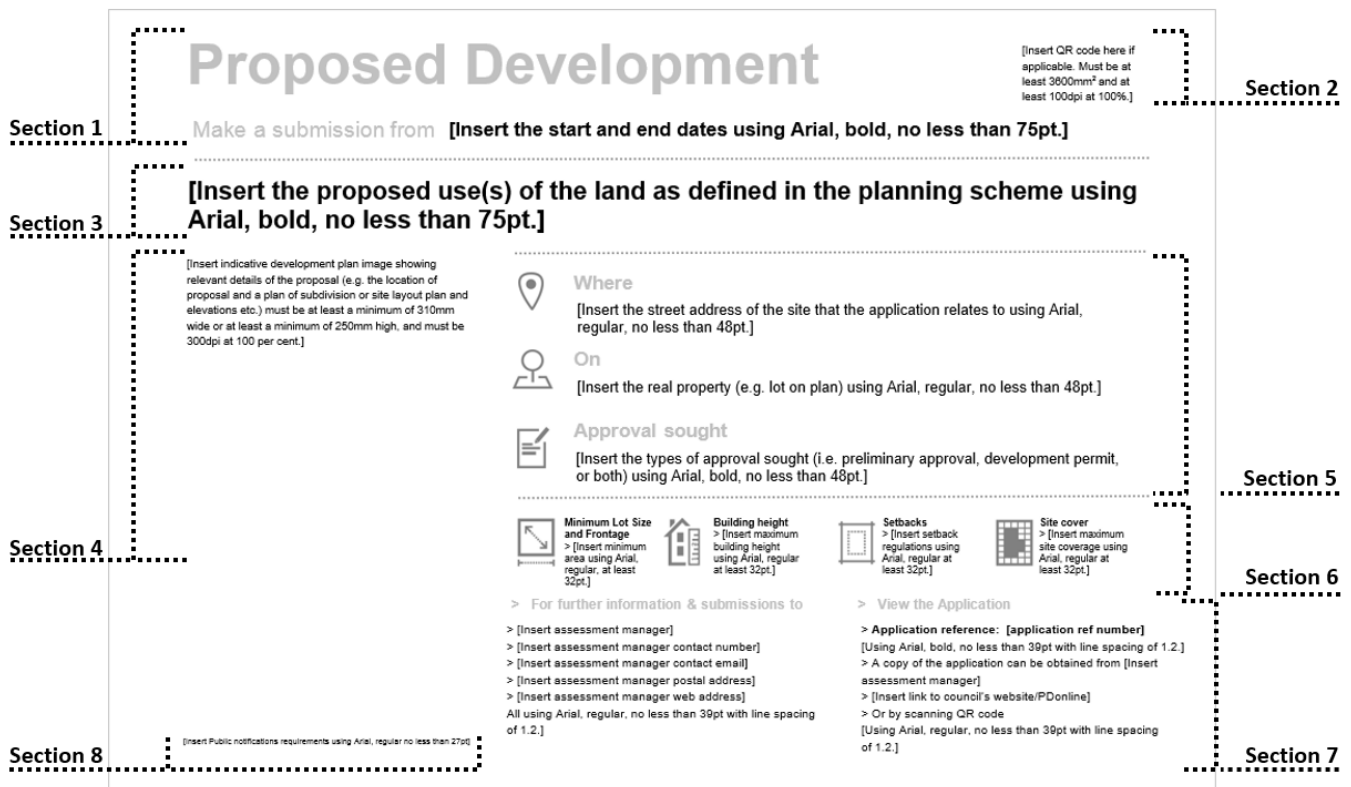 Proposed Development
[Insert QR code here if
applicable. Must be at
least 3600mm² and at
least 100dpi at 100%.]
Section 2
Section 1
Make a submission from [Insert the start and end dates using Arial, bold, no less than 75pt.]
Section 3
[Insert the proposed use(s) of the land as defined in the planning scheme using
Arial, bold, no less than 75pt.]
[Insert indicative development plan image showing
relevant details of the proposal (e.g. the location of
proposal and a plan of subdivision or site layout plan and
elevations etc.) must be at least a minimum of 310mm
wide or at least a minimum of 250mm high, and must be
300dpi at 100 per cent.]
Section 4
Where
[Insert the street address of the site that the application relates to using Arial,
regular, no less than 48pt.]
On
[Insert the real property (e.g. lot on plan) using Arial, regular, no less than 48pt.]
Approval sought
[Insert the types of approval sought (i.e. preliminary approval, development permit,
or both) using Arial, bold, no less than 48pt.]
Section 5
Minimum Lot Size
and Frontage
> [Insert minimum
area using Arial,
regular, at least
32pt.]
Building height
> [Insert maximum
building height
using Arial, regular
at least 32pt.]
Setbacks
> [Insert setback
regulations using
Arial, regular at
least 32pt.]
Site cover
> [Insert maximum
site coverage using
Arial, regular at
least 32pt.]
Section 6
> For further information & submissions to
> [Insert assessment manager]
> [Insert assessment manager contact number]
> [Insert assessment manager contact email]
> [Insert assessment manager postal address]
> [Insert assessment manager web address]
All using Arial, regular, no less than 39pt with line spacing
of 1.2.]
> View the Application
> Application reference: [application ref number]
[Using Arial, bold, no less than 39pt with line spacing of 1.2.]
> A copy of the application can be obtained from [Insert
assessment manager]
> [Insert link to council's website/PDonline]
> Or by scanning QR code
[Using Arial, regular, no less than 39pt with line spacing
of 1.2.]
Section 7
Section 8
[Insert Public notifications requirements using Arial, regular no less than 27pt]